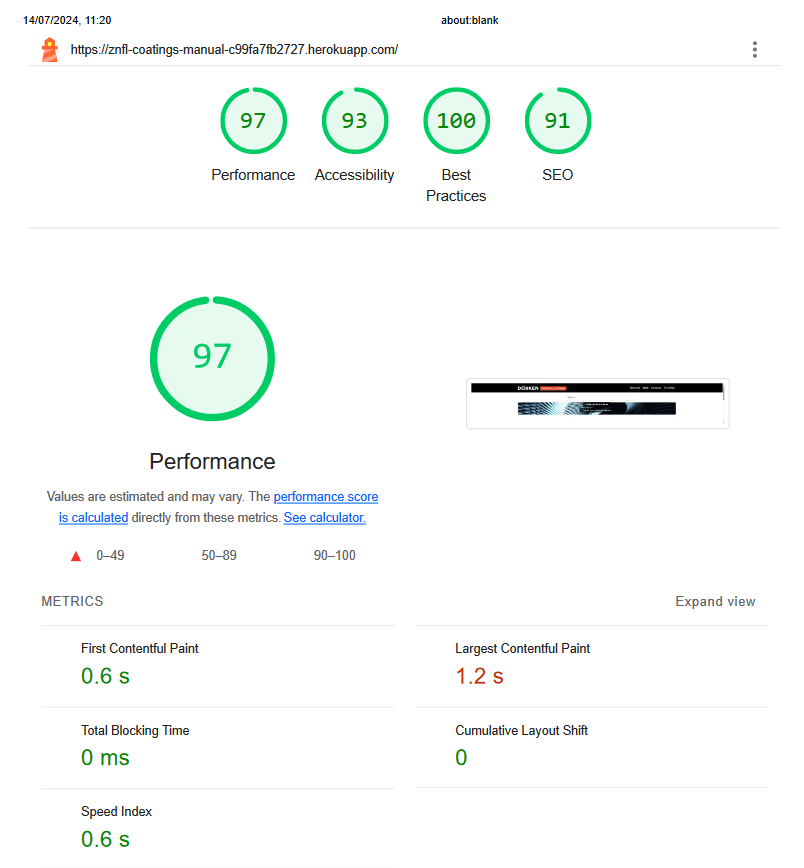 14/07/2024, 11:20
about:blank
https://znfl-coatings-manual-c99fa7fb2727.herokuapp.com/
97
93
100
91
Performance
Accessibility
Best
Practices
SEO
97
DÖRKEN
Performance
Values are estimated and may vary. The performance score
is calculated directly from these metrics. See calculator.
0–49
50–89
90–100
METRICS
Expand view
First Contentful Paint
0.6 s
Largest Contentful Paint
1.2 s
Total Blocking Time
0 ms
Cumulative Layout Shift
0
Speed Index
0.6 s